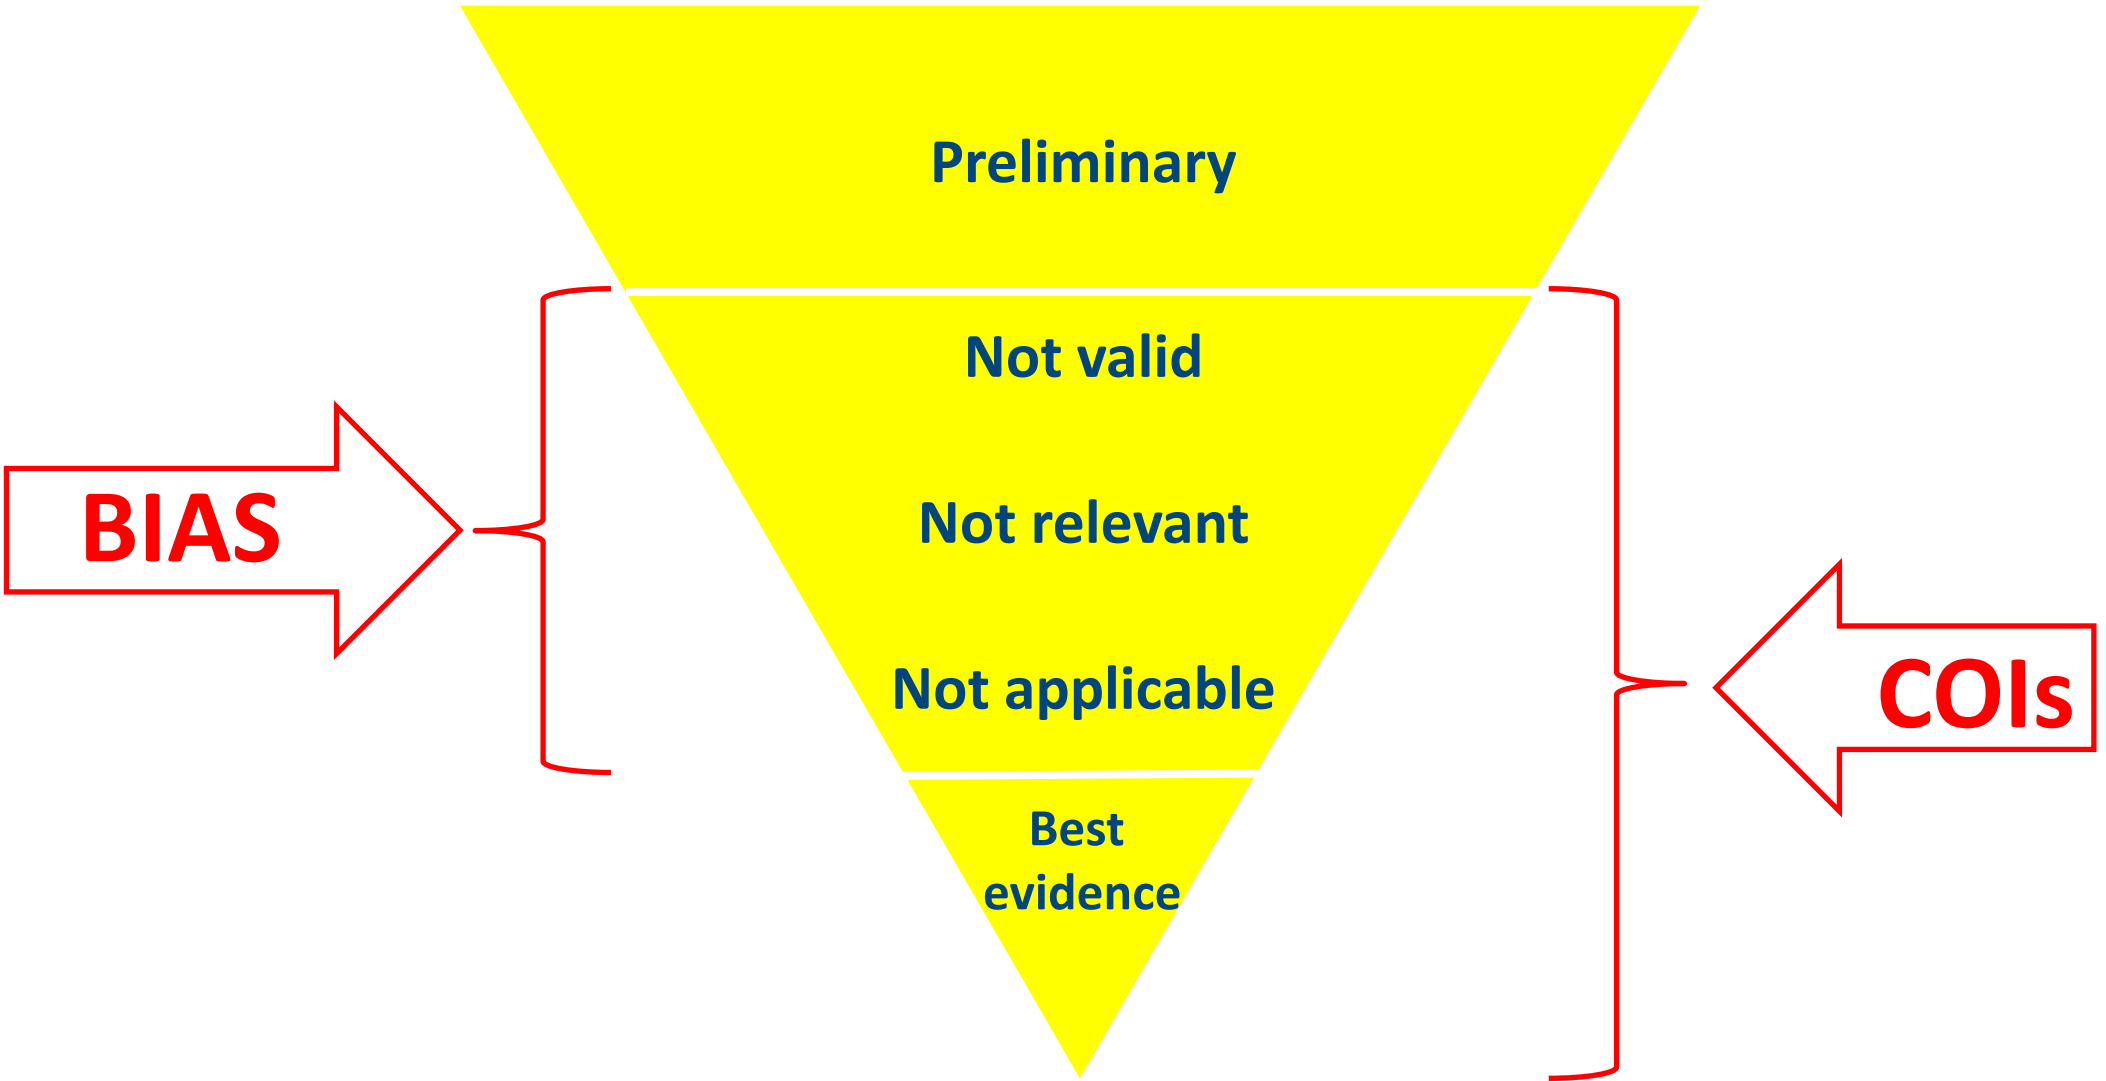 Preliminary
Not valid
Not relevant
BIAS
Not applicable
COIs
Best
evidence